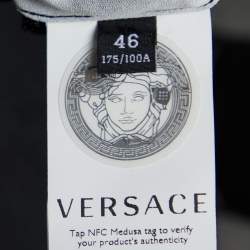 46
175/100A
VERSACE
Tap NFC Medusa tag to verify
your product's authenticity